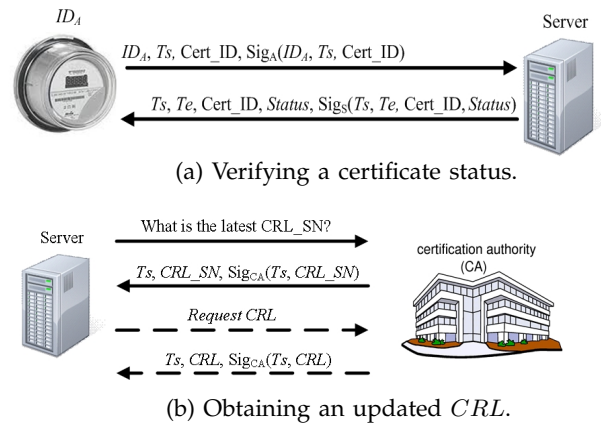 ID_A
Server
ID_A, Ts, Cert_ID, Sig_A(ID_A, Ts, Cert_ID)
Ts, Te, Cert_ID, Status, Sig_S(Ts, Te, Cert_ID, Status)
(a) Verifying a certificate status.
Server
What is the latest CRL_SN?
certification authority
(CA)
Ts, CRL_SN, Sig_CA(Ts, CRL_SN)
Request CRL
Ts, CRL, Sig_CA(Ts, CRL)
(b) Obtaining an updated CRL.